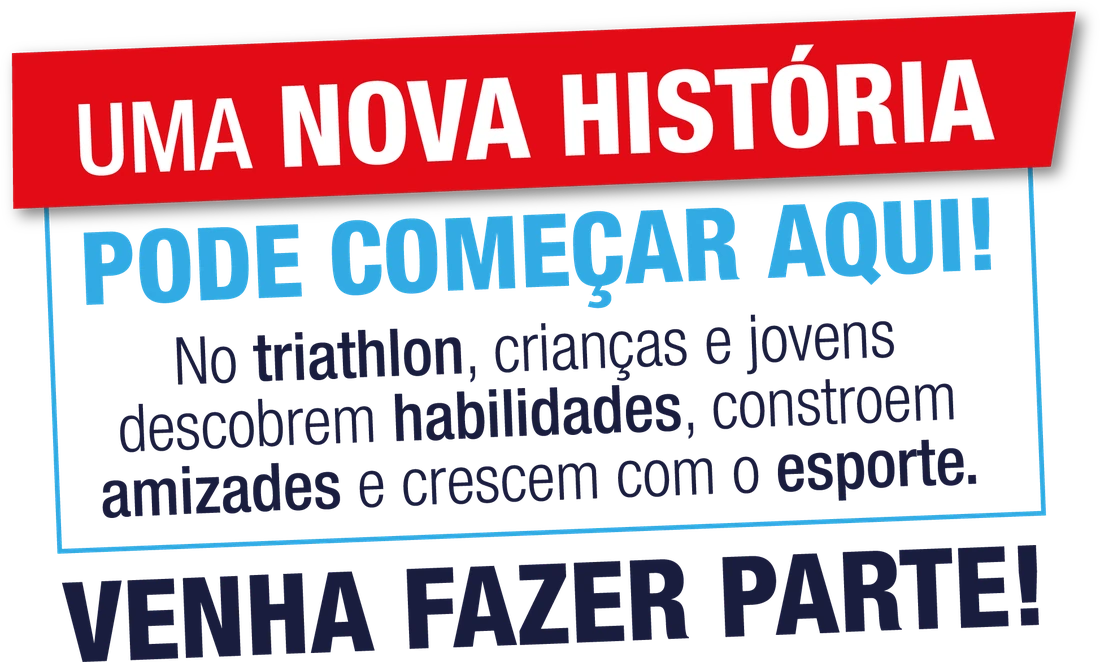 UMA NOVA HISTÓRIA
PODE COMEÇAR AQUI!
No triathlon, crianças e jovens
descobrem habilidades, constroem
amizades e crescem com o esporte.
VENHA FAZER PARTE!